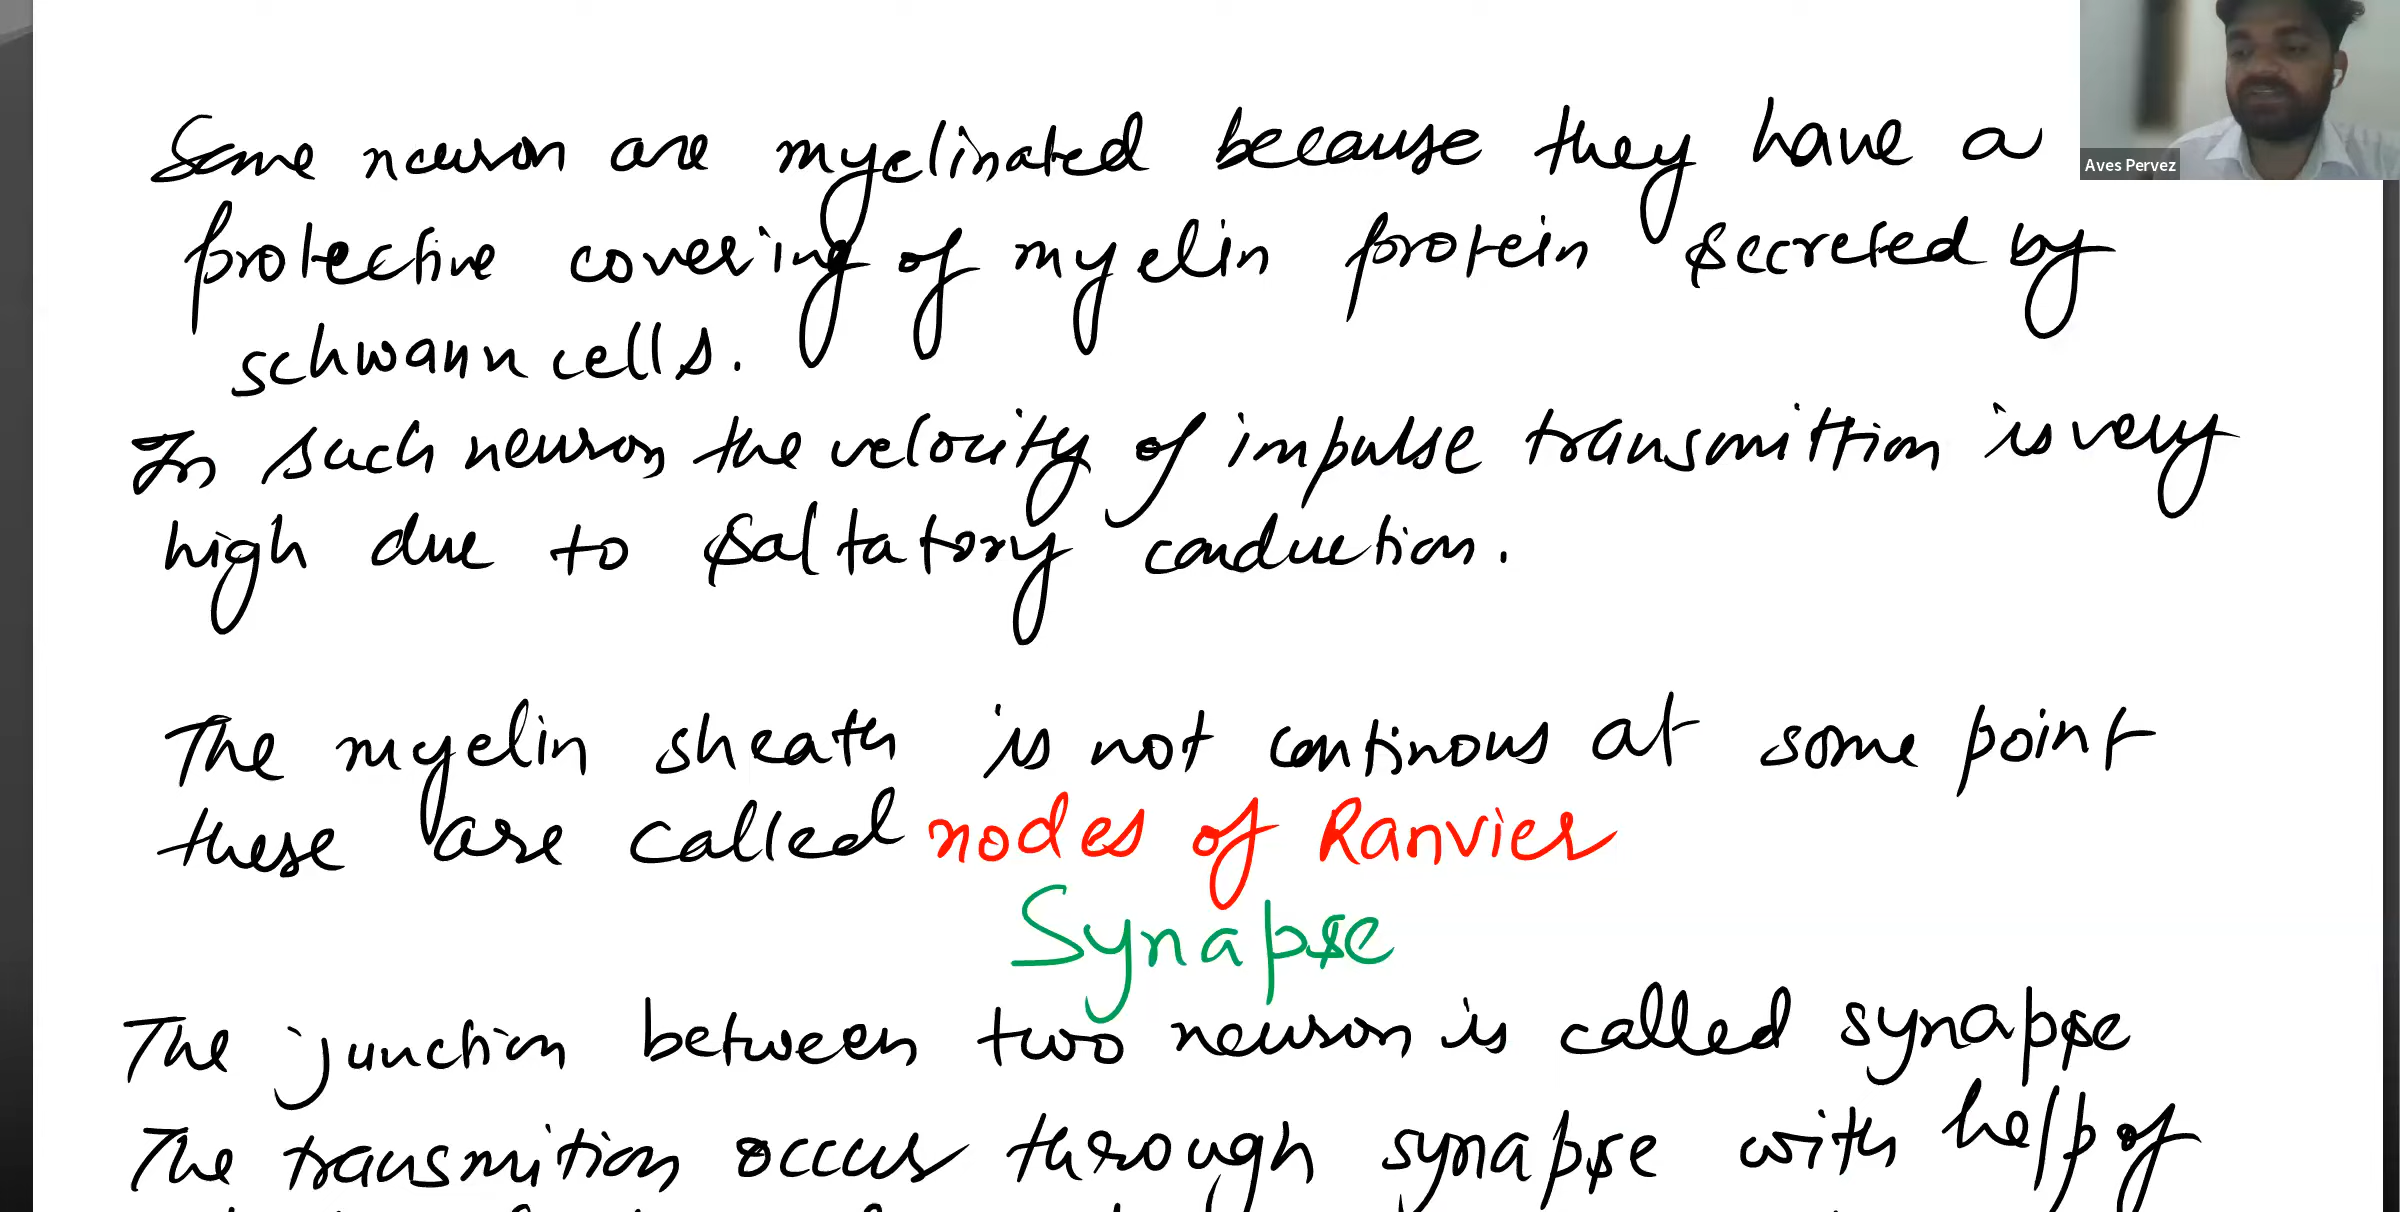 Some neuron are myelinated because they have a
Aves Pervez
protective covering of myelin protein secreted by
schwann cells.
In such neuron the velocity of impulse transmittion is very
high due to saltatory conduction.
The myelin sheath is not continous at some point
these are called nodes of Ranvier
Synapse
The junction between two neuron is called synapse
The transmition occur through synapse with help of